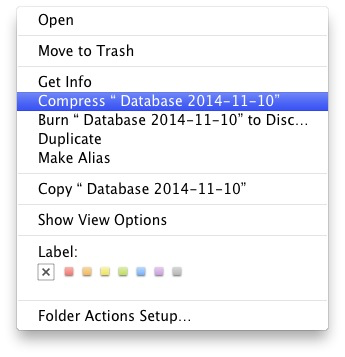 Open
Move to Trash
Get Info
Compress “ Database 2014-11-10”
Burn “ Database 2014-11-10” to Disc...
Duplicate
Make Alias
Copy “ Database 2014-11-10”
Show View Options
Label:
Folder Actions Setup...